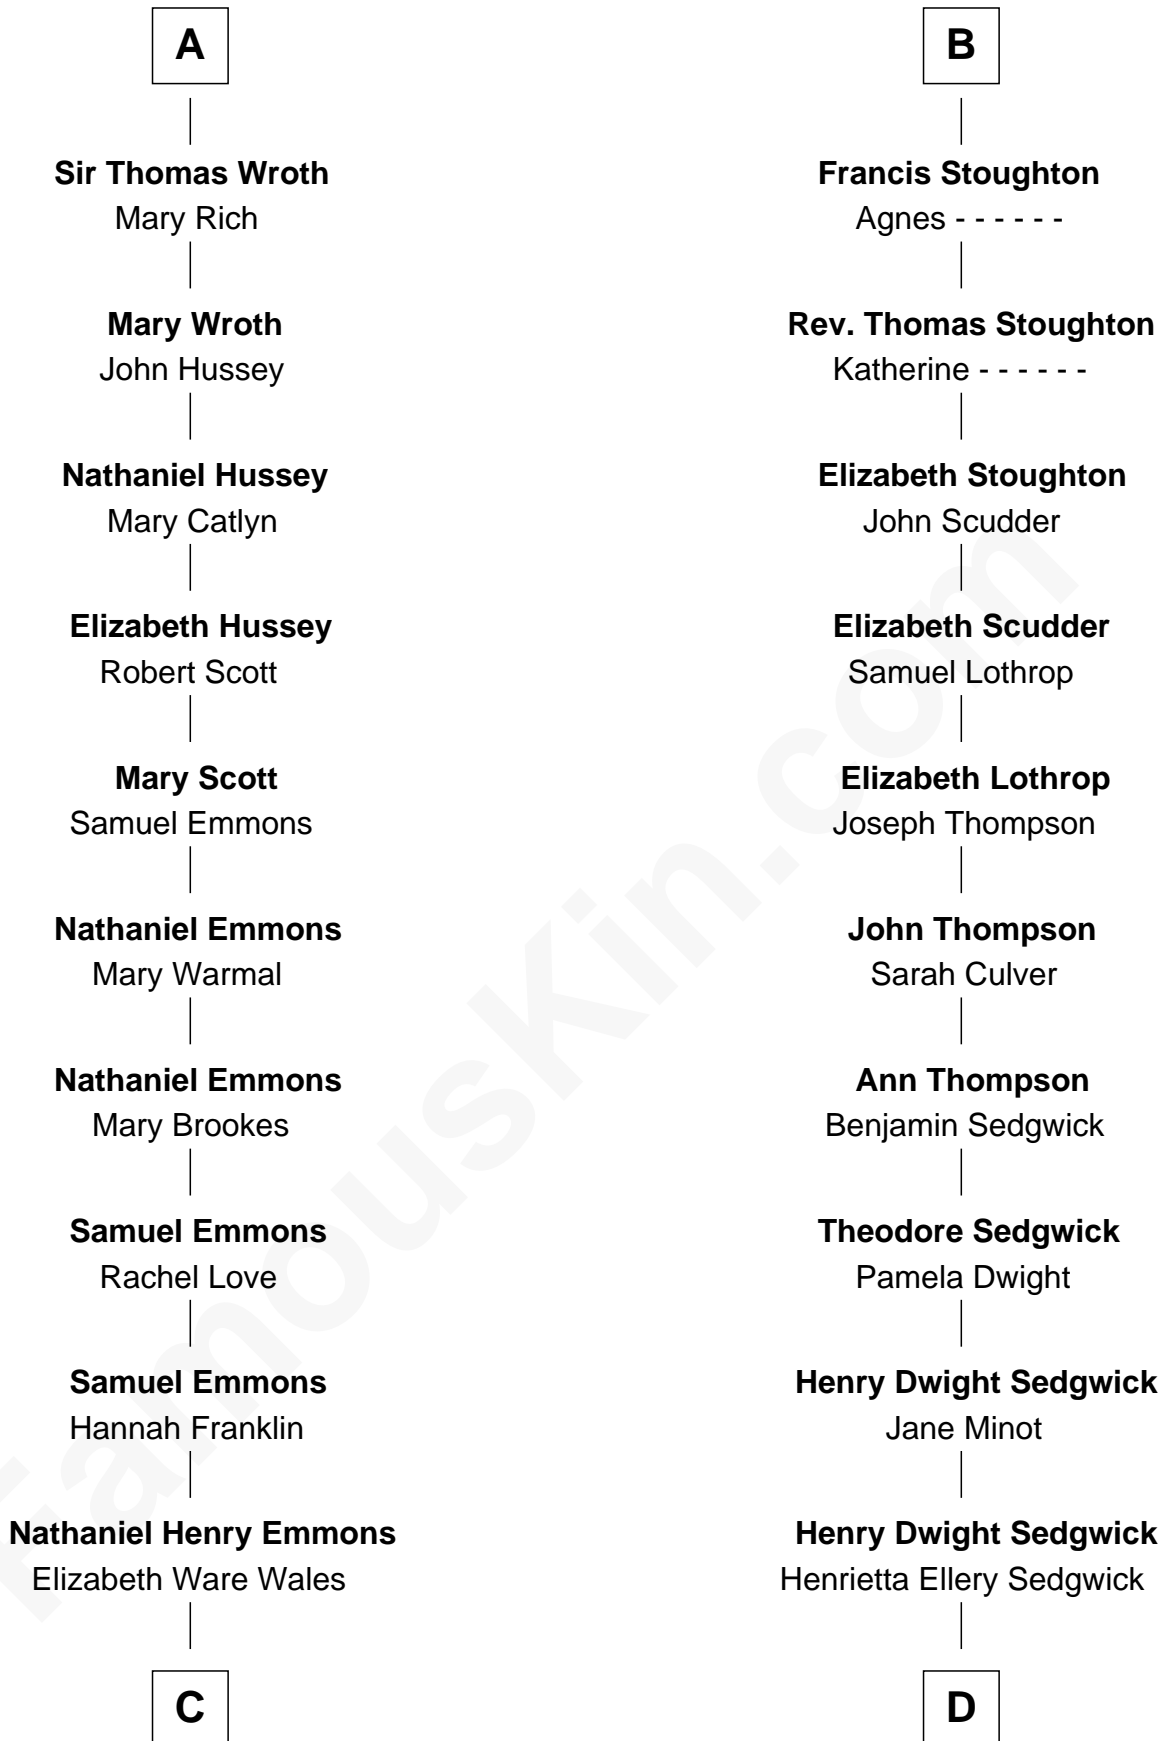 A
Sir Thomas Wroth
Mary Rich
Mary Wroth
John Hussey
Nathaniel Hussey
Mary Catlyn
Elizabeth Hussey
Robert Scott
Mary Scott
Samuel Emmons
Nathaniel Emmons
Mary Warmal
Nathaniel Emmons
Mary Brookes
Samuel Emmons
Rachel Love
Samuel Emmons
Hannah Franklin
Nathaniel Henry Emmons
Elizabeth Ware Wales
C
B
Francis Stoughton
Agnes - - - - - -
Rev. Thomas Stoughton
Katherine - - - - - -
Elizabeth Stoughton
John Scudder
Elizabeth Scudder
Samuel Lothrop
Elizabeth Lothrop
Joseph Thompson
John Thompson
Sarah Culver
Ann Thompson
Benjamin Sedgwick
Theodore Sedgwick
Pamela Dwight
Henry Dwight Sedgwick
Jane Minot
Henry Dwight Sedgwick
Henrietta Ellery Sedgwick
D
FamousKin.com